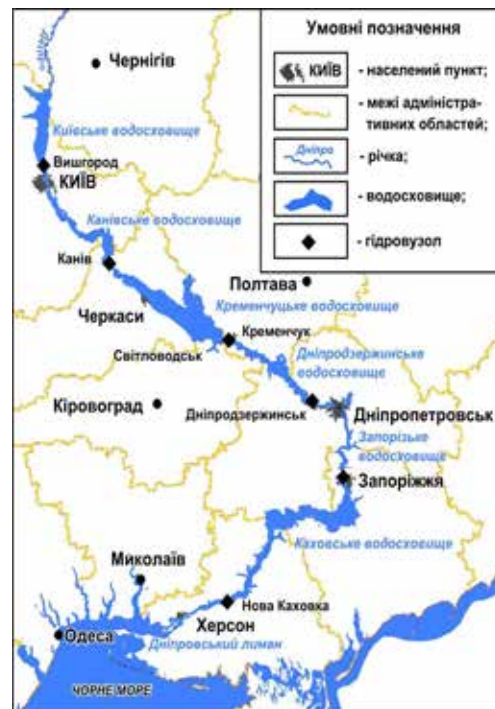 Умовні позначення
КИЇВ
- населений пункт;
- межі адміністра-
тивних областей;
Дніпро
- річка;
- водосховище;
- гідровузол
Чернігів
Київське водосховище
Вишгород
КИЇВ
Канівське водосховище
Канів
Полтава
Черкаси
Кременчуцьке водосховище
Кременчук
Світловодськ
Дніпродзержинське
водосховище
Кіровоград
Дніпродзержинськ
Дніпропетровськ
Запорізьке
водосховище
Запоріжжя
Каховське водосховище
Миколаїв
Нова Каховка
Херсон
Одеса
Дніпровський лиман
ЧОРНЕ МОРЕ